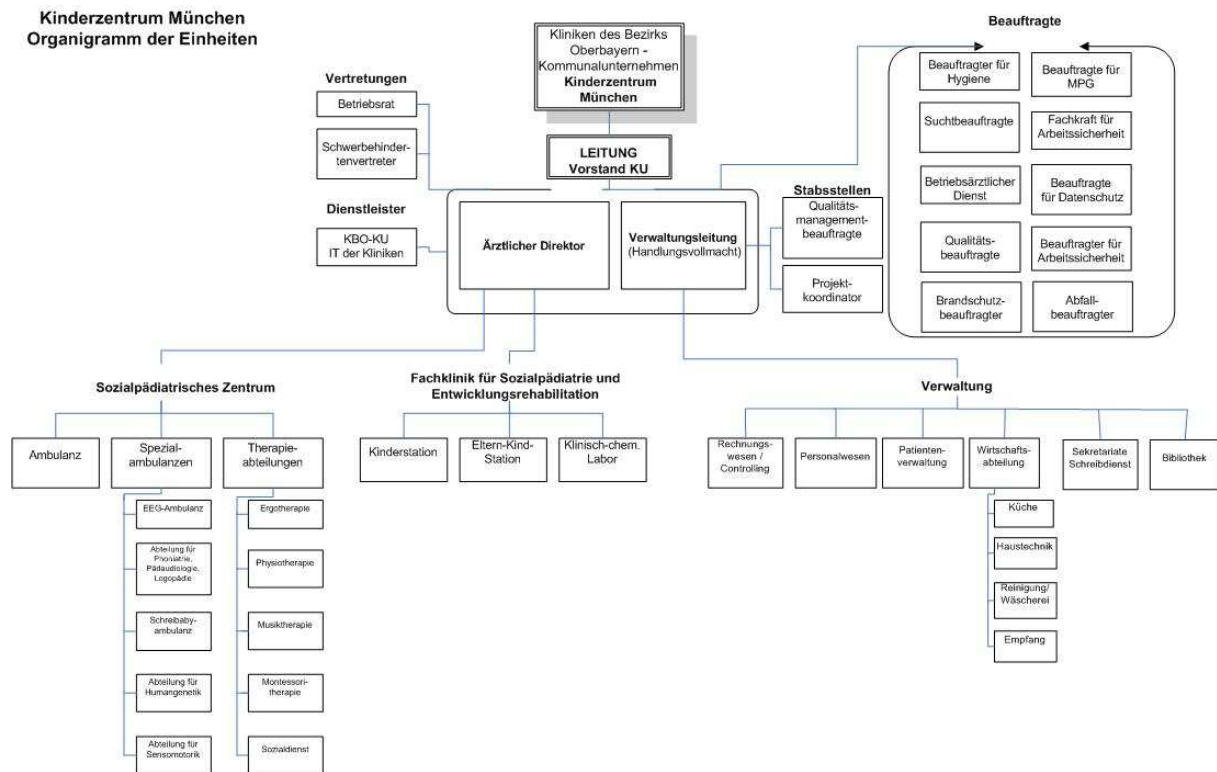 Kinderzentrum München
Organigramm der Einheiten
Kliniken des Bezirks
Oberbayern -
Kommunalunternehmen
Kinderzentrum
München
LEITUNG
Vorstand KU
Vertretungen
Betriebsrat
Schwerbehinder-
tenvertreter
Dienstleister
KBO-KU
IT der Kliniken
Ärztlicher Direktor
Verwaltungsleitung
(Handlungsvollmacht)
Stabsstellen
Qualitäts-
management-
beauftragte
Projekt-
koordinator
Beauftragte
Beauftragter für
Hygiene
Beauftragte für
MPG
Suchtbeauftragte
Fachkraft für
Arbeitssicherheit
Betriebsärztlicher
Dienst
Beauftragte
für Datenschutz
Qualitäts-
beauftragte
Beauftragter für
Arbeitssicherheit
Brandschutz-
beauftragter
Abfall-
beauftragter
Sozialpädiatrisches Zentrum
Ambulanz
Spezial-
ambulanzen
Therapie-
abteilungen
EEG-Ambulanz
Abteilung für
Phoniatrie,
Pädaudiologie,
Logopädie
Schreibaby-
ambulanz
Abteilung für
Humangenetik
Abteilung für
Sensomotorik
Ergotherapie
Physiotherapie
Musiktherapie
Montessori-
therapie
Sozialdienst
Fachklinik für Sozialpädiatrie und
Entwicklungsrehabilitation
Kinderstation
Eltern-Kind-
Station
Klinisch-chem.
Labor
Verwaltung
Rechnungs-
wesen /
Controlling
Personalwesen
Patienten-
verwaltung
Wirtschafts-
abteilung
Sekretariate
Schreibdienst
Bibliothek
Küche
Haustechnik
Reinigung/
Wäscherei
Empfang